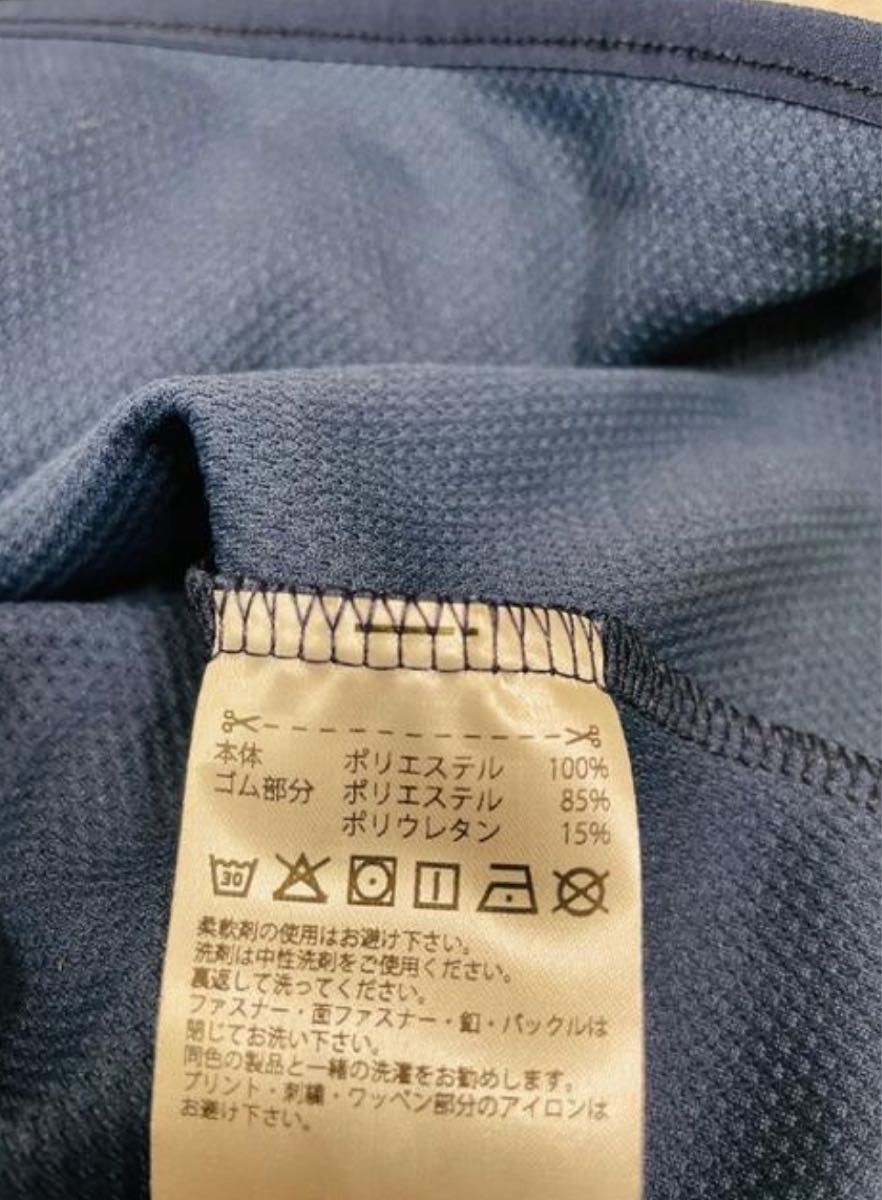 本体 ポリエステル 100%
ゴム部分 ポリエステル 85%
ポリウレタン 15%
30
柔軟剤の使用はお避け下さい。
洗剤は中性洗剤をご使用ください。
裏返して洗ってください。
ファスナー・面ファスナー・釦・バックルは
閉じてお洗い下さい。
同色の製品と一緒の洗濯をお勧めします。
プリント・刺繍・ワッペン部分のアイロンは
お避け下さい。